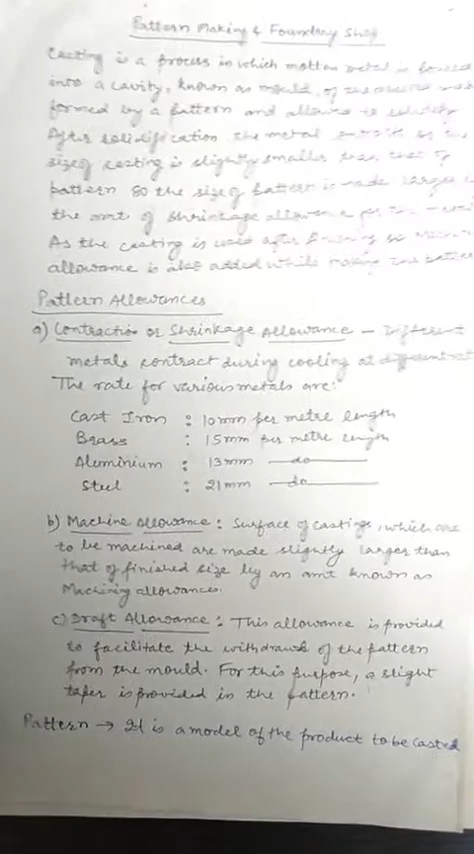 Pattern Making & Foundry Shop
Casting is a process in which molten metal is
into a cavity, known as mould, of the
formed by a pattern and allowed to solidify
After solidification the metal
size of casting is slightly smaller than that of
pattern so the size of pattern is made larger
the amt of shrinkage allowance for
As the casting is used after
allowance is also added while making the pattern
Pattern Allowances
a) Contraction or Shrinkage Allowance - Different
metals contract during cooling at different
The rate for various metals are:
Cast Iron : 10mm per metre length
Brass : 15mm per metre length
Aluminium : 13mm —do—
Steel : 21mm —do—
b) Machine Allowance : Surface of castings, which are
to be machined are made slightly larger than
that of finished size by an amt known as
Machining allowances.
c) Draft Allowance : This allowance is provided
to facilitate the withdrawl of the pattern
from the mould. For this purpose, a slight
taper is provided in the pattern.
Pattern → It is a model of the product to be casted